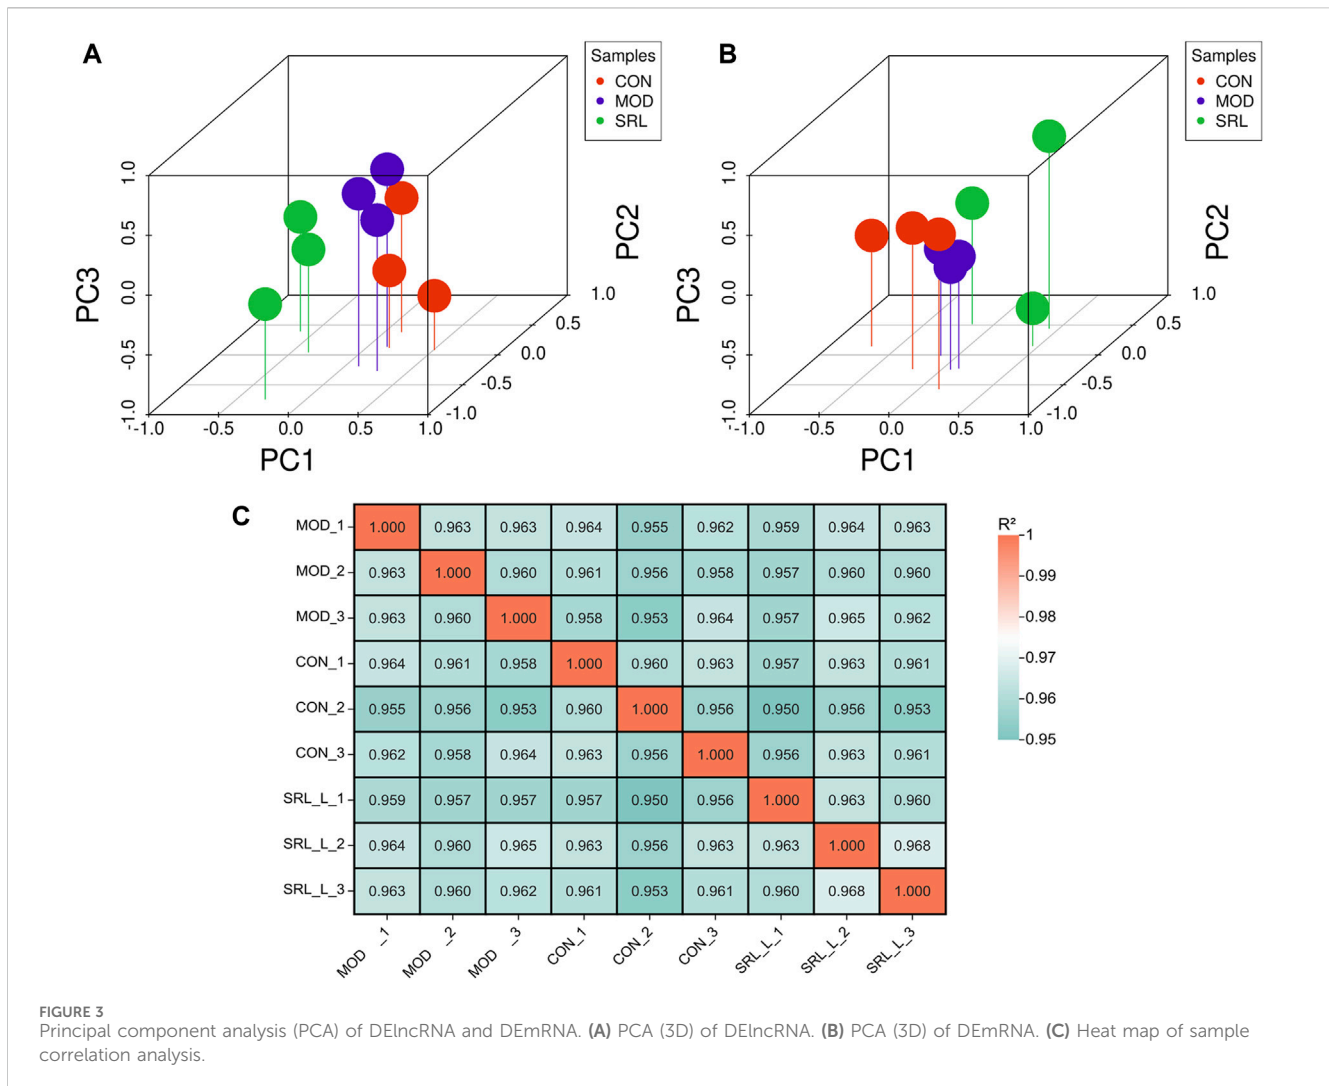 A
Samples
CON
MOD
SRL
PC3
1.0
0.5
0.0
-0.5
-1.0
-1.0 -0.5 0.0 0.5 1.0
PC1
-1.0
-0.5
0.0
0.5
1.0
PC2
B
Samples
CON
MOD
SRL
PC3
1.0
0.5
0.0
-0.5
-1.0
-1.0 -0.5 0.0 0.5 1.0
PC1
-1.0
-0.5
0.0
0.5
1.0
PC2
C
MOD_1 1.000 0.963 0.963 0.964 0.955 0.962 0.959 0.964 0.963
MOD_2 0.963 1.000 0.960 0.961 0.956 0.958 0.957 0.960 0.960
MOD_3 0.963 0.960 1.000 0.958 0.953 0.964 0.957 0.965 0.962
CON_1 0.964 0.961 0.958 1.000 0.960 0.963 0.957 0.963 0.961
CON_2 0.955 0.956 0.953 0.960 1.000 0.956 0.950 0.956 0.953
CON_3 0.962 0.958 0.964 0.963 0.956 1.000 0.956 0.963 0.961
SRL_L_1 0.959 0.957 0.957 0.957 0.950 0.956 1.000 0.963 0.960
SRL_L_2 0.964 0.960 0.965 0.963 0.956 0.963 0.963 1.000 0.968
SRL_L_3 0.963 0.960 0.962 0.961 0.953 0.961 0.960 0.968 1.000
MOD _1 MOD _2 MOD _3 CON_1 CON_2 CON_3 SRL_L_1 SRL_L_2 SRL_L_3
R²
1
0.99
0.98
0.97
0.96
0.95
FIGURE 3
Principal component analysis (PCA) of DElncRNA and DEmRNA. (A) PCA (3D) of DElncRNA. (B) PCA (3D) of DEmRNA. (C) Heat map of sample
correlation analysis.